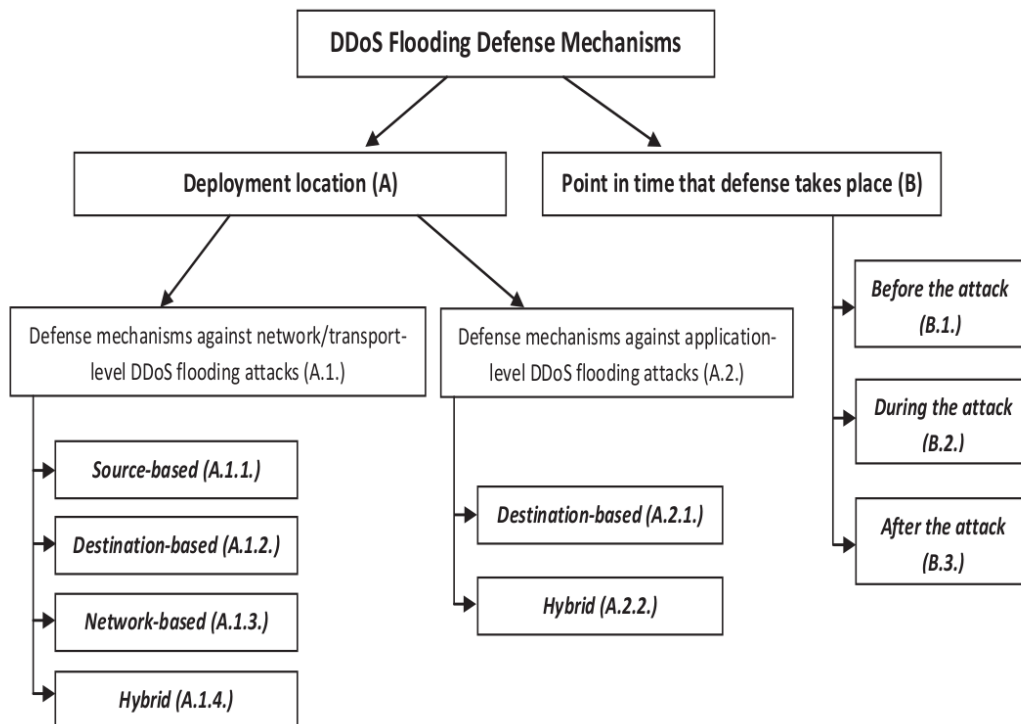 DDoS Flooding Defense Mechanisms
Deployment location (A)
Point in time that defense takes place (B)
Defense mechanisms against network/transport-
level DDoS flooding attacks (A.1.)
Source-based (A.1.1.)
Destination-based (A.1.2.)
Network-based (A.1.3.)
Hybrid (A.1.4.)
Defense mechanisms against application-
level DDoS flooding attacks (A.2.)
Destination-based (A.2.1.)
Hybrid (A.2.2.)
Before the attack
(B.1.)
During the attack
(B.2.)
After the attack
(B.3.)